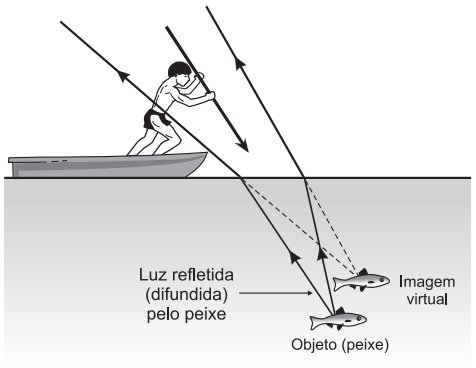 Luz refletida
(difundida)
pelo peixe
Imagem
virtual
Objeto (peixe)